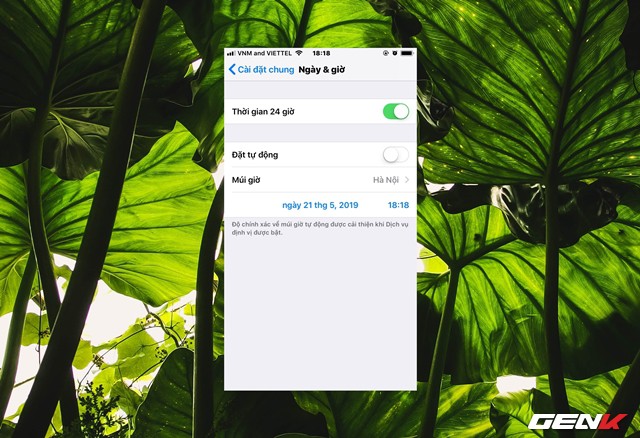 VNM and VIETTEL 18:18
Cài đặt chung Ngày & giờ
Thời gian 24 giờ
Đặt tự động
Múi giờ Hà Nội
ngày 21 thg 5, 2019 18:18
Độ chính xác về múi giờ tự động được cải thiện khi Dịch vụ
định vị được bật.
GENK